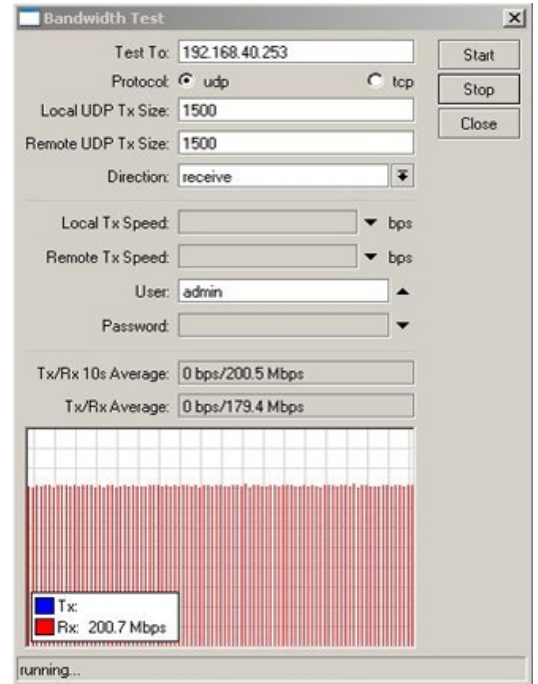 Bandwidth Test
Test To: 192.168.40.253
Start
Protocol: udp tcp
Stop
Local UDP Tx Size: 1500
Close
Remote UDP Tx Size: 1500
Direction: receive
Local Tx Speed: bps
Remote Tx Speed: bps
User: admin
Password:
Tx/Rx 10s Average: 0 bps/200.5 Mbps
Tx/Rx Average: 0 bps/179.4 Mbps
Tx:
Rx: 200.7 Mbps
running...